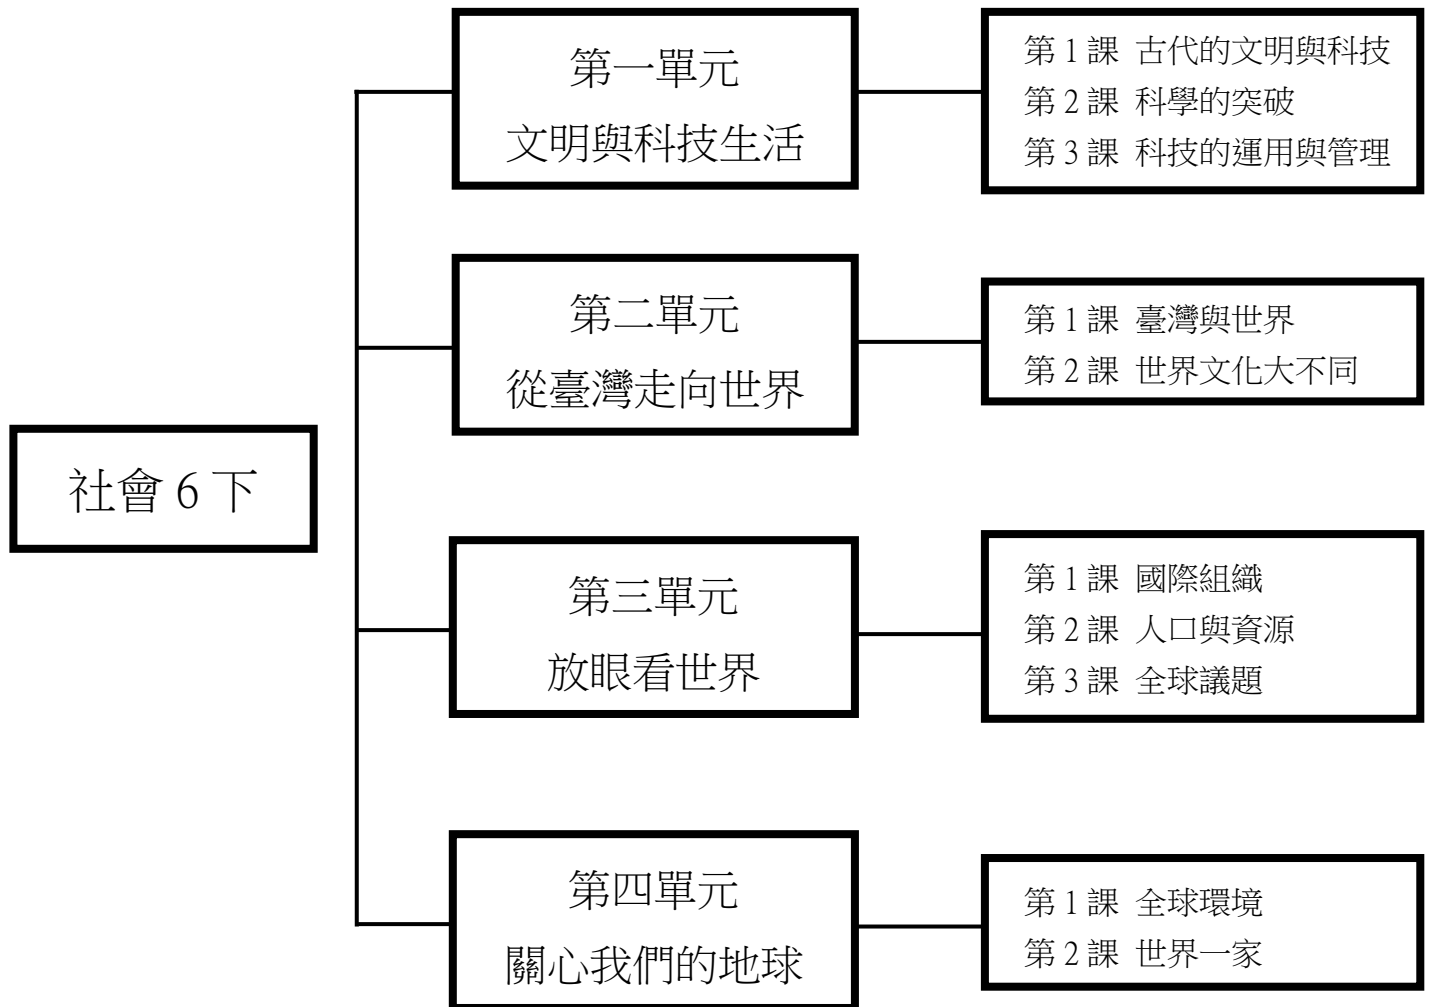 社會 6 下
第一單元
文明與科技生活
第 1 課 古代的文明與科技
第 2 課 科學的突破
第 3 課 科技的運用與管理
第二單元
從臺灣走向世界
第 1 課 臺灣與世界
第 2 課 世界文化大不同
第三單元
放眼看世界
第 1 課 國際組織
第 2 課 人口與資源
第 3 課 全球議題
第四單元
關心我們的地球
第 1 課 全球環境
第 2 課 世界一家